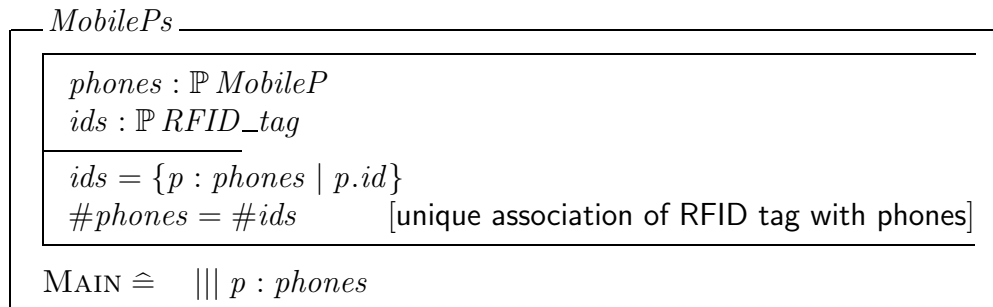 MobilePs
phones : ℙ MobileP
ids : ℙ RFID_tag
ids = {p : phones | p.id}
#phones = #ids [unique association of RFID tag with phones]
MAIN ≙ ||| p : phones